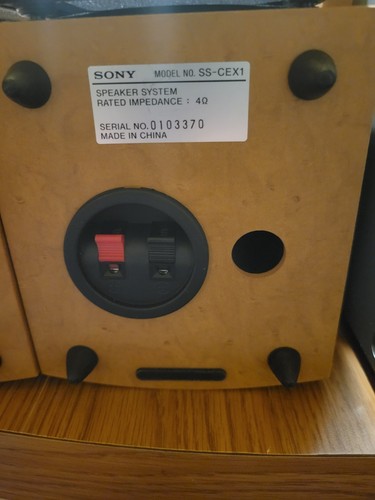 SONY MODEL NO. SS-CEX1
SPEAKER SYSTEM
RATED IMPEDANCE : 4Ω
SERIAL NO. 0103370
MADE IN CHINA